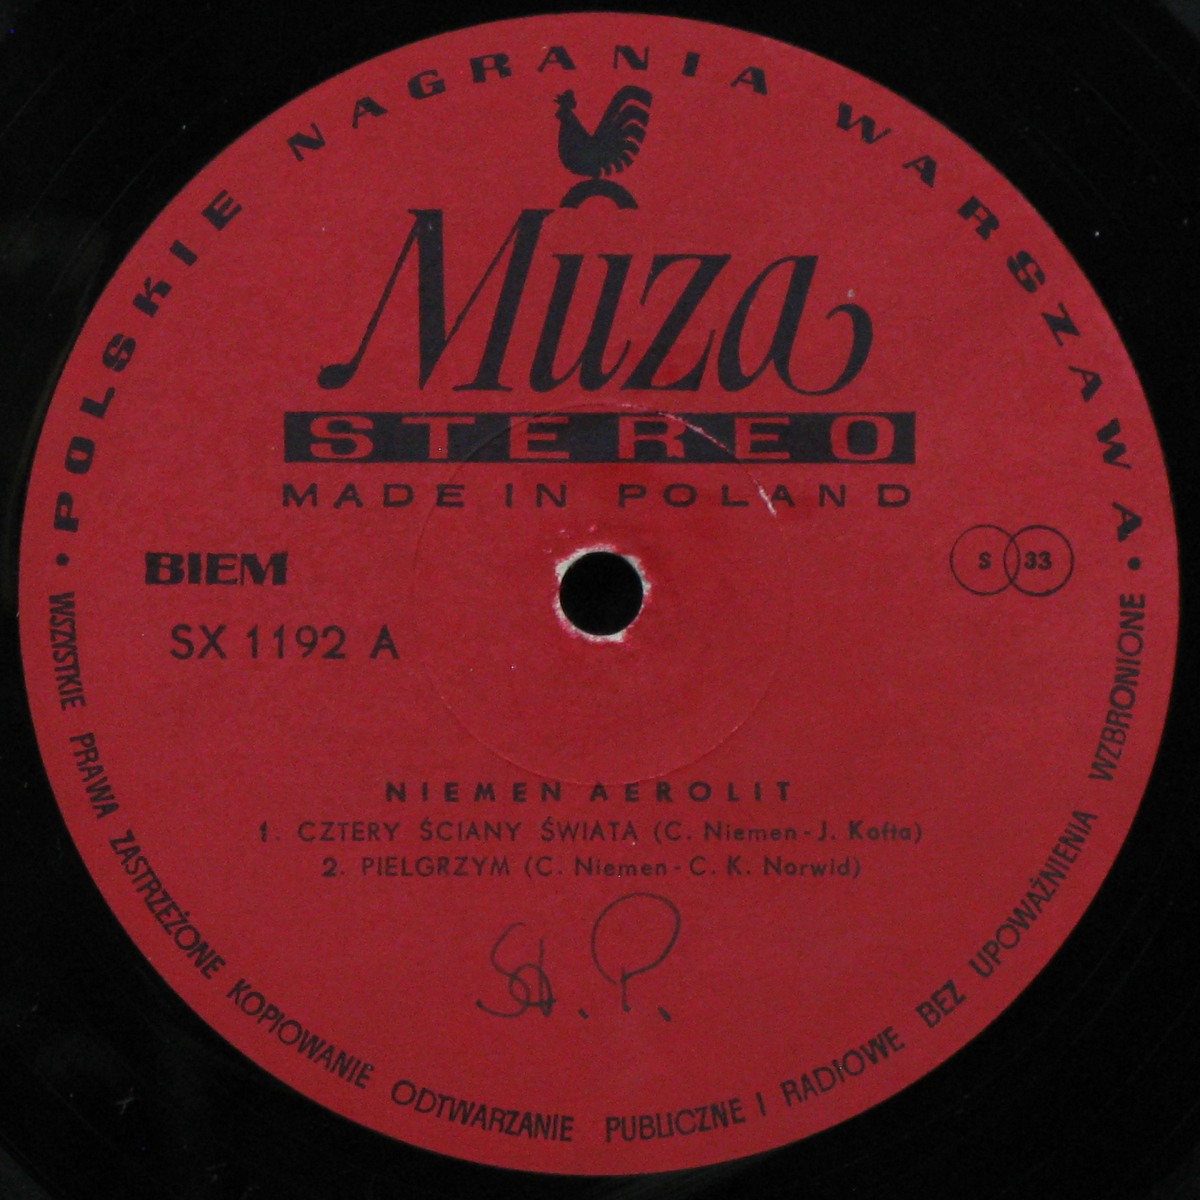 • POLSKIE NAGRANIA WARSZAWA •
Muza
STEREO
MADE IN POLAND
BIEM
S 33
SX 1192 A
NIEMEN AEROLIT
1. CZTERY ŚCIANY ŚWIATA (C. Niemen - J. Kofta)
2. PIELGRZYM (C. Niemen - C. K. Norwid)
St. P.
WSZYSTKIE PRAWA ZASTRZEŻONE KOPIOWANIE ODTWARZANIE PUBLICZNE I RADIOWE BEZ UPOWAŻNIENIA WZBRONIONE